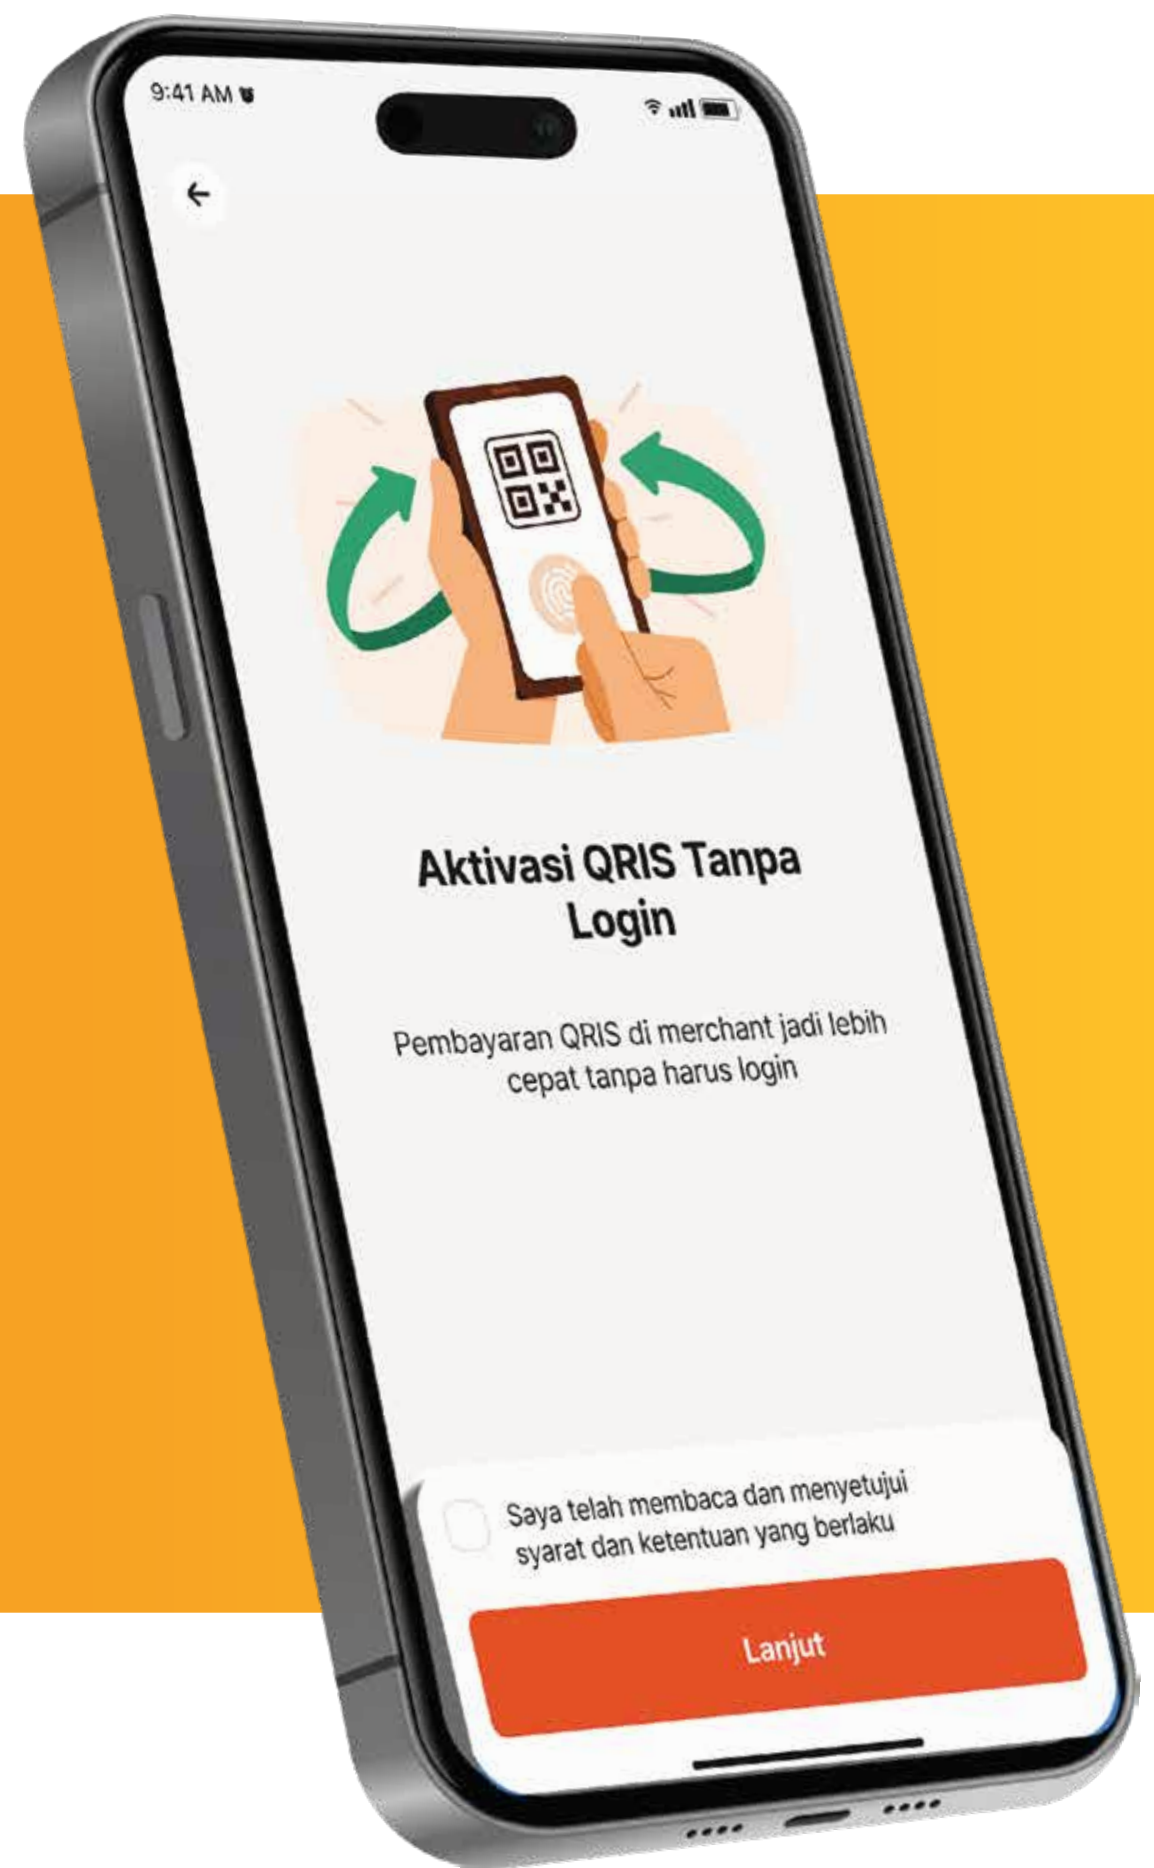 9:41 AM
Aktivasi QRIS Tanpa
Login
Pembayaran QRIS di merchant jadi lebih
cepat tanpa harus login
Saya telah membaca dan menyetujui
syarat dan ketentuan yang berlaku
Lanjut